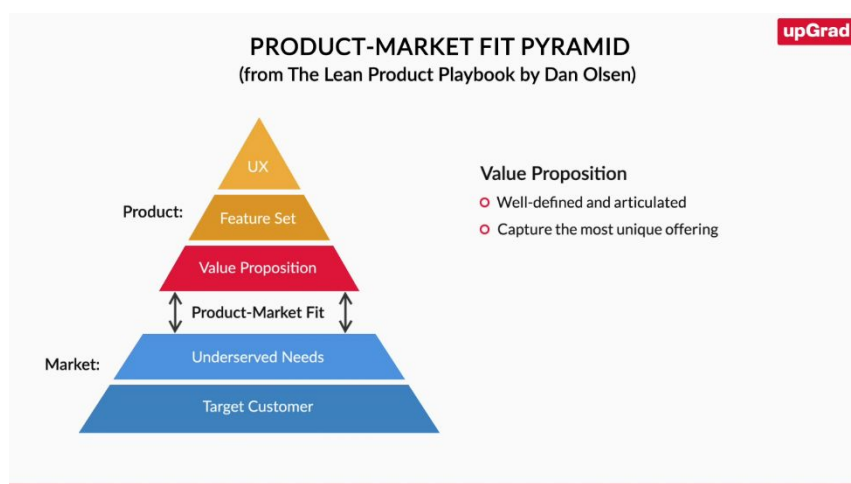 upGrad
PRODUCT-MARKET FIT PYRAMID
(from The Lean Product Playbook by Dan Olsen)
UX
Product:
Feature Set
Value Proposition
Product-Market Fit
Market:
Underserved Needs
Target Customer
Value Proposition
Well-defined and articulated
Capture the most unique offering